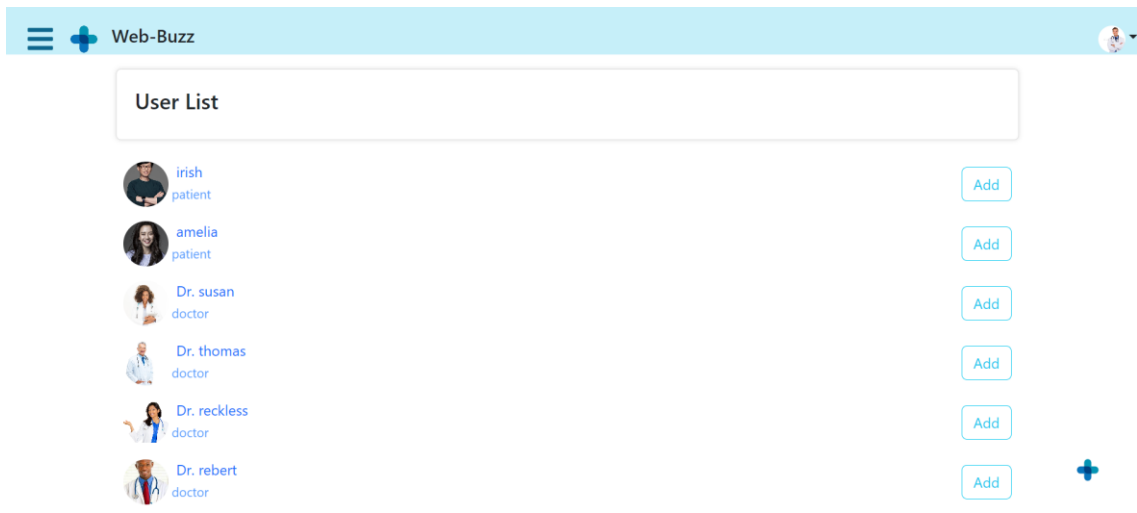 Web-Buzz
User List
irish
patient
Add
amelia
patient
Add
Dr. susan
doctor
Add
Dr. thomas
doctor
Add
Dr. reckless
doctor
Add
Dr. rebert
doctor
Add